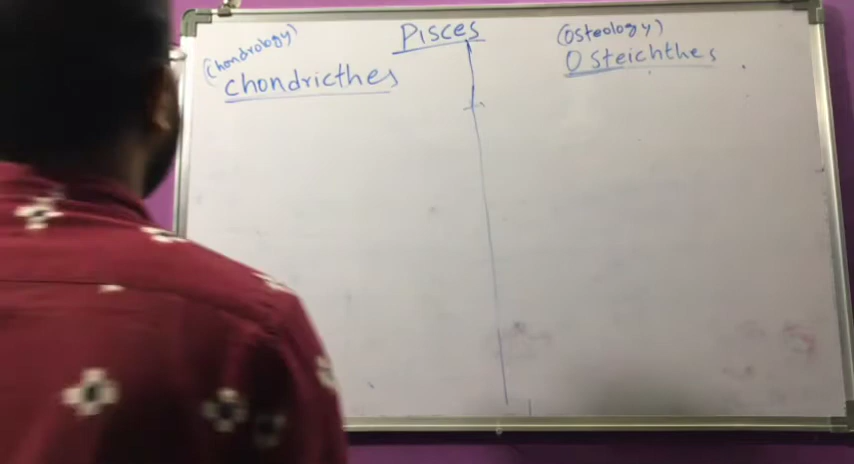 Pisces
(Chondrology)
Chondricthes
(Osteology)
Osteichthes